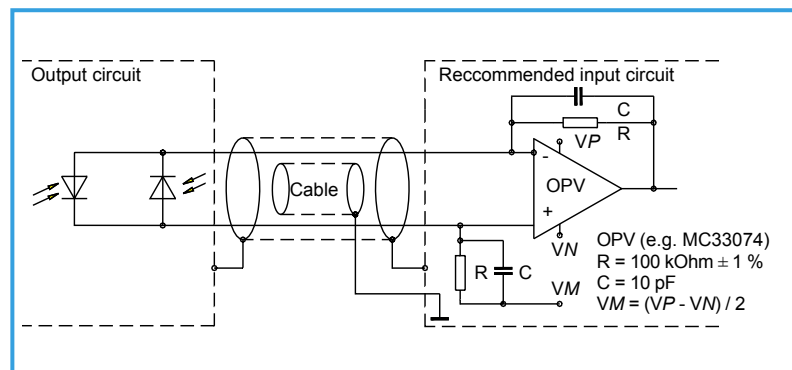 Output circuit
Reccommended input circuit
C
R
VP
-
OPV
+
Cable
VN
OPV (e.g. MC33074)
R = 100 kOhm ± 1 %
C = 10 pF
VM = (VP - VN) / 2
R
C
VM